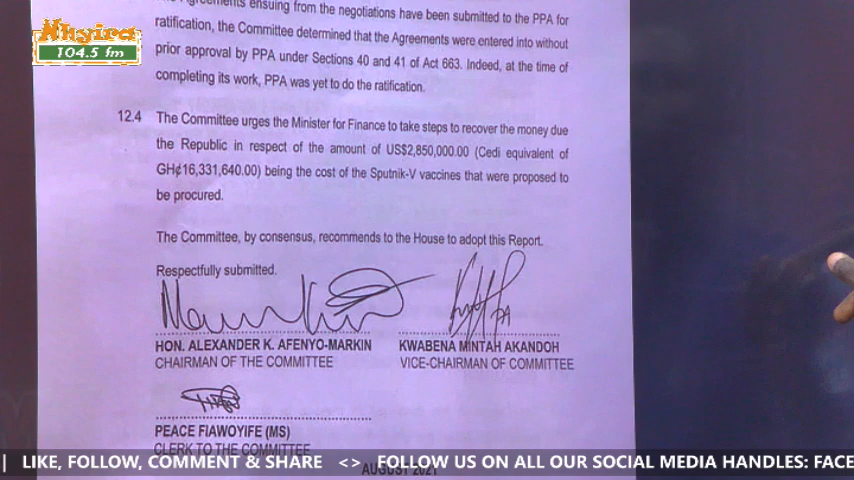 Nhyira
104.5 fm
Agreements ensuing from the negotiations have been submitted to the PPA for
ratification, the Committee determined that the Agreements were entered into without
prior approval by PPA under Sections 40 and 41 of Act 663. Indeed, at the time of
completing its work, PPA was yet to do the ratification.
12.4 The Committee urges the Minister for Finance to take steps to recover the money due
the Republic in respect of the amount of US$2,850,000.00 (Cedi equivalent of
GH¢16,331,640.00) being the cost of the Sputnik-V vaccines that were proposed to
be procured.
The Committee, by consensus, recommends to the House to adopt this Report.
Respectfully submitted.
HON. ALEXANDER K. AFENYO-MARKIN
CHAIRMAN OF THE COMMITTEE
KWABENA MINTAH AKANDOH
VICE-CHAIRMAN OF COMMITTEE
PEACE FIAWOYIFE (MS)
CLERK TO THE COMMITTEE
AUGUST 2021
| LIKE, FOLLOW, COMMENT & SHARE <> FOLLOW US ON ALL OUR SOCIAL MEDIA HANDLES: FACE